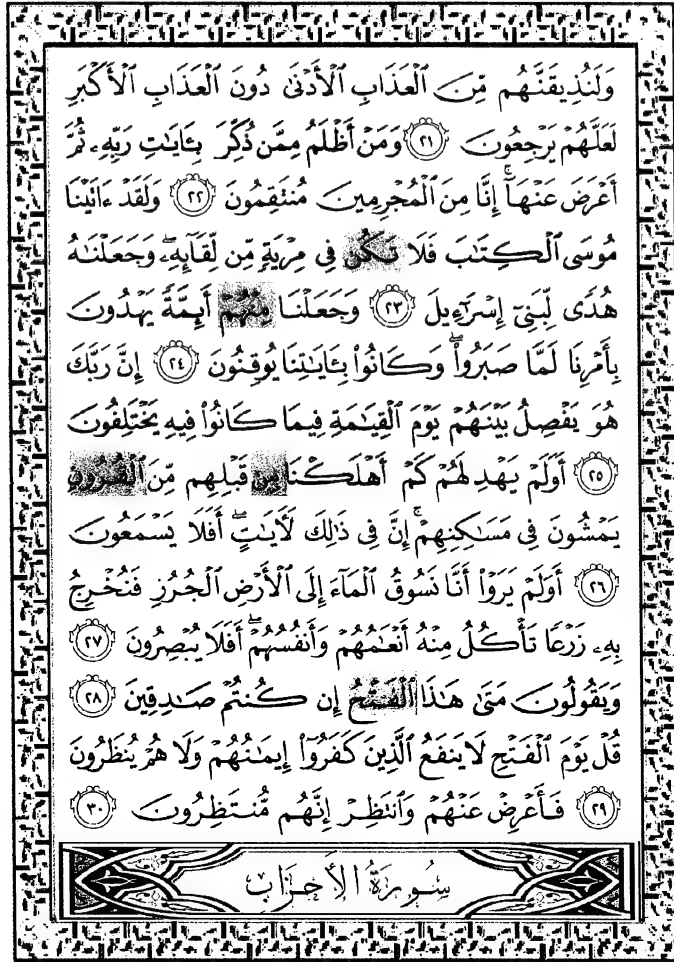 وَلَنُذِيقَنَّهُم مِّنَ ٱلْعَذَابِ ٱلْأَدْنَىٰ دُونَ ٱلْعَذَابِ ٱلْأَكْبَرِ
لَعَلَّهُمْ يَرْجِعُونَ ﴿٢١﴾ وَمَنْ أَظْلَمُ مِمَّن ذُكِّرَ بِـَٔايَـٰتِ رَبِّهِۦ ثُمَّ
أَعْرَضَ عَنْهَآ ۚ إِنَّا مِنَ ٱلْمُجْرِمِينَ مُنتَقِمُونَ ﴿٢٢﴾ وَلَقَدْ ءَاتَيْنَا
مُوسَى ٱلْكِتَـٰبَ فَلَا تَكُن فِى مِرْيَةٍ مِّن لِّقَآئِهِۦ ۖ وَجَعَلْنَـٰهُ
هُدًى لِّبَنِىٓ إِسْرَٰٓءِيلَ ﴿٢٣﴾ وَجَعَلْنَا مِنْهُمْ أَئِمَّةً يَهْدُونَ
بِأَمْرِنَا لَمَّا صَبَرُوا۟ ۖ وَكَانُوا۟ بِـَٔايَـٰتِنَا يُوقِنُونَ ﴿٢٤﴾ إِنَّ رَبَّكَ
هُوَ يَفْصِلُ بَيْنَهُمْ يَوْمَ ٱلْقِيَـٰمَةِ فِيمَا كَانُوا۟ فِيهِ يَخْتَلِفُونَ
﴿٢٥﴾ أَوَلَمْ يَهْدِ لَهُمْ كَمْ أَهْلَكْنَا مِن قَبْلِهِم مِّنَ ٱلْقُرُونِ
يَمْشُونَ فِى مَسَـٰكِنِهِمْ ۚ إِنَّ فِى ذَٰلِكَ لَـَٔايَـٰتٍ ۖ أَفَلَا يَسْمَعُونَ
﴿٢٦﴾ أَوَلَمْ يَرَوْا۟ أَنَّا نَسُوقُ ٱلْمَآءَ إِلَى ٱلْأَرْضِ ٱلْجُرُزِ فَنُخْرِجُ
بِهِۦ زَرْعًا تَأْكُلُ مِنْهُ أَنْعَـٰمُهُمْ وَأَنفُسُهُمْ ۖ أَفَلَا يُبْصِرُونَ ﴿٢٧﴾
وَيَقُولُونَ مَتَىٰ هَـٰذَا ٱلْفَتْحُ إِن كُنتُمْ صَـٰدِقِينَ ﴿٢٨﴾
قُلْ يَوْمَ ٱلْفَتْحِ لَا يَنفَعُ ٱلَّذِينَ كَفَرُوٓا۟ إِيمَـٰنُهُمْ وَلَا هُمْ يُنظَرُونَ
﴿٢٩﴾ فَأَعْرِضْ عَنْهُمْ وَٱنتَظِرْ إِنَّهُم مُّنتَظِرُونَ ﴿٣٠﴾
سُورَةُ الأَحْزَابِ